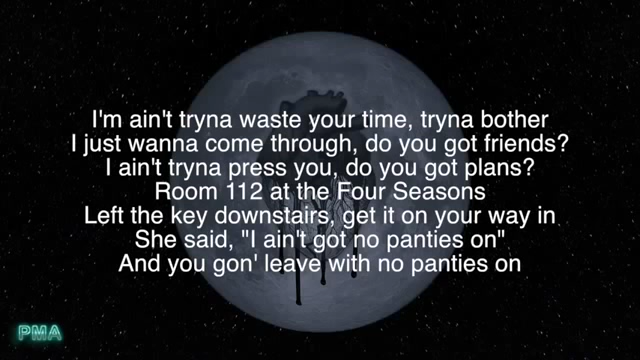 I'm ain't tryna waste your time, tryna bother
I just wanna come through, do you got friends?
I ain't tryna press you, do you got plans?
Room 112 at the Four Seasons
Left the key downstairs, get it on your way in
She said, "I ain't got no panties on"
And you gon' leave with no panties on
PMA